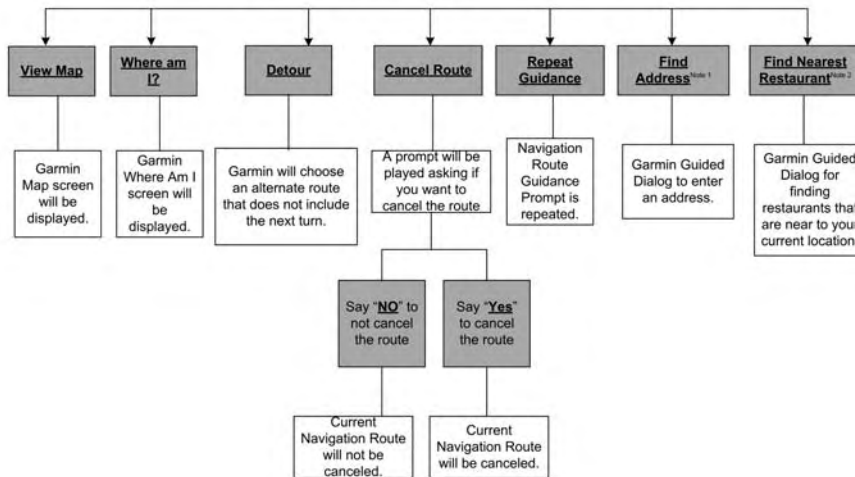 View Map
Where am
I?
Detour
Cancel Route
Repeat
Guidance
Find
Address Note 1
Find Nearest
Restaurant Note 2
Garmin
Map screen
will be
displayed.
Garmin
Where Am I
screen will
be
displayed.
Garmin will choose
an alternate route
that does not include
the next turn.
A prompt will be
played asking if
you want to
cancel the route
Navigation
Route
Guidance
Prompt is
repeated.
Garmin Guided
Dialog to enter
an address.
Garmin Guided
Dialog for
finding
restaurants that
are near to your
current location
Say “NO” to
not cancel
the route
Say “Yes”
to cancel
the route
Current
Navigation Route
will not be
canceled.
Current
Navigation Route
will be canceled.